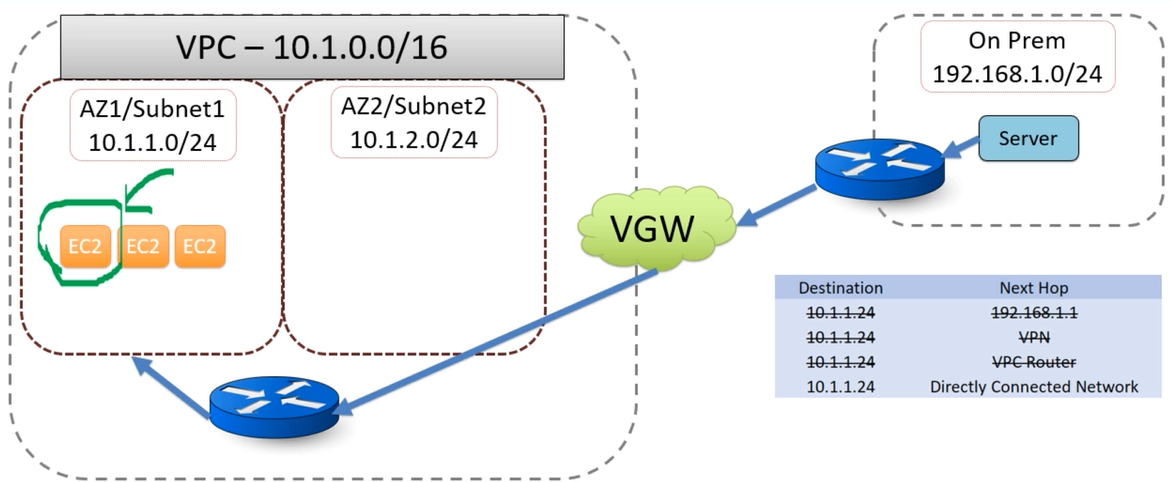 VPC – 10.1.0.0/16
AZ1/Subnet1
10.1.1.0/24
AZ2/Subnet2
10.1.2.0/24
EC2 EC2 EC2
VGW
On Prem
192.168.1.0/24
Server
Destination Next Hop
10.1.1.24 192.168.1.1
10.1.1.24 VPN
10.1.1.24 VPC Router
10.1.1.24 Directly Connected Network